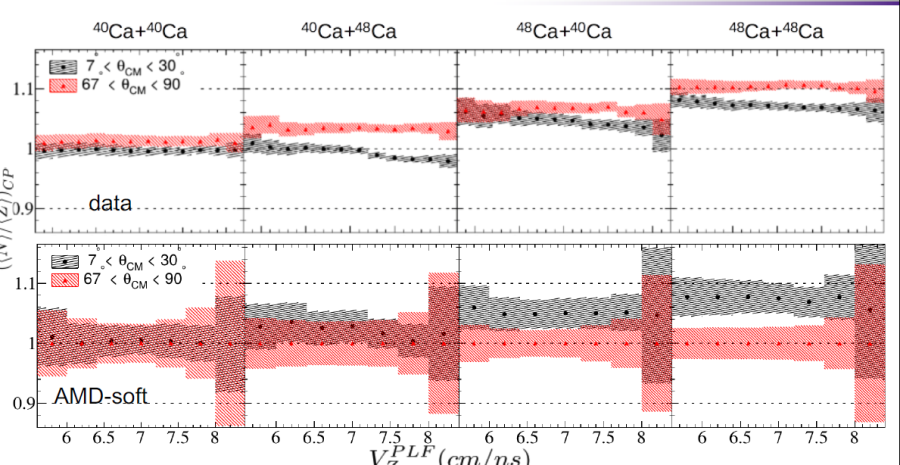 ⁴⁰Ca+⁴⁰Ca ⁴⁰Ca+⁴⁸Ca ⁴⁸Ca+⁴⁰Ca ⁴⁸Ca+⁴⁸Ca
7°< θCM < 30°
67°< θCM < 90°
1.1
1
0.9
data
(⟨N⟩/⟨Z⟩)CP
7°< θCM < 30°
67°< θCM < 90°
1.1
1
0.9
AMD-soft
6 6.5 7 7.5 8 6 6.5 7 7.5 8 6 6.5 7 7.5 8 6 6.5 7 7.5 8
V_Z^PLF (cm/ns)